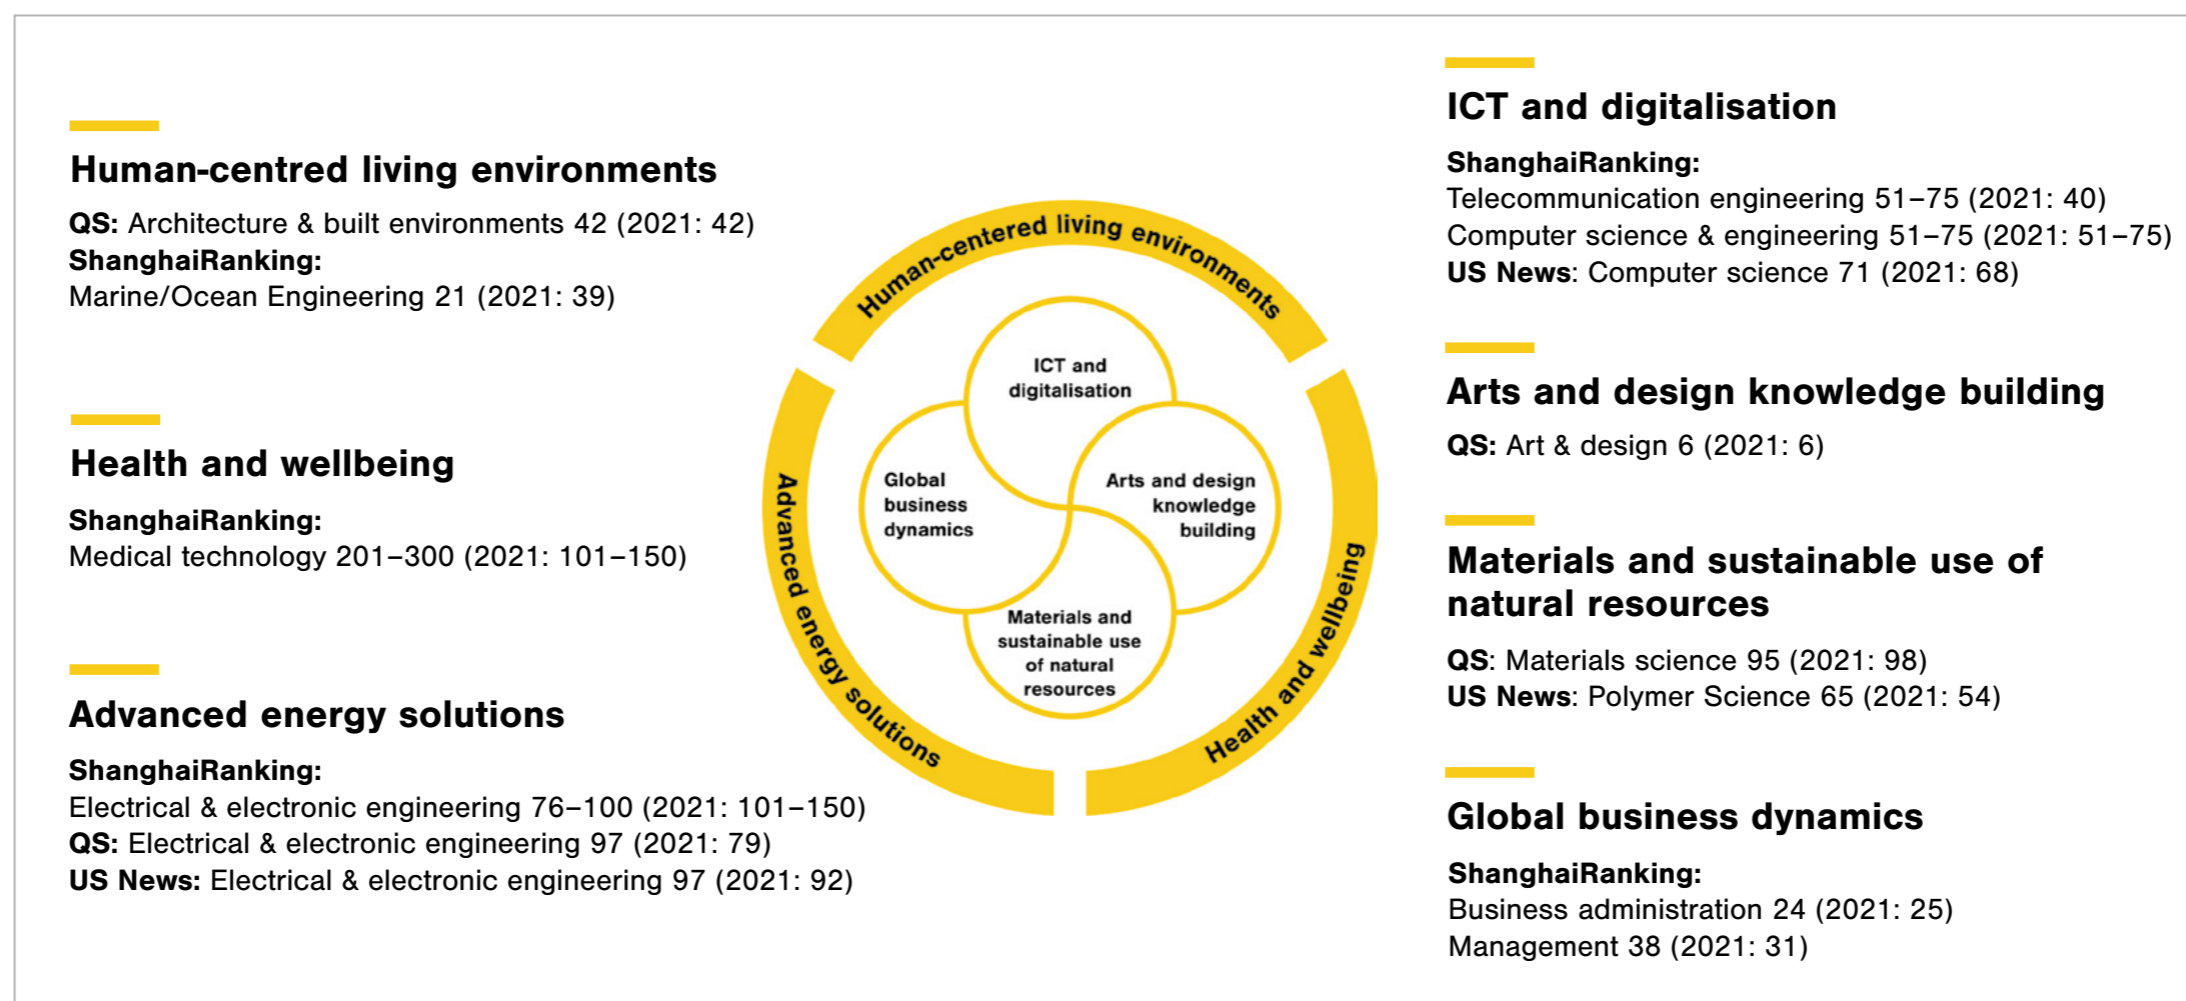 Human-centred living environments
QS: Architecture & built environments 42 (2021: 42)
ShanghaiRanking:
Marine/Ocean Engineering 21 (2021: 39)
Health and wellbeing
ShanghaiRanking:
Medical technology 201–300 (2021: 101–150)
Advanced energy solutions
ShanghaiRanking:
Electrical & electronic engineering 76–100 (2021: 101–150)
QS: Electrical & electronic engineering 97 (2021: 79)
US News: Electrical & electronic engineering 97 (2021: 92)
Human-centered living environments
Advanced energy solutions
Health and wellbeing
ICT and
digitalisation
Global
business
dynamics
Arts and design
knowledge
building
Materials and
sustainable use
of natural
resources
ICT and digitalisation
ShanghaiRanking:
Telecommunication engineering 51–75 (2021: 40)
Computer science & engineering 51–75 (2021: 51–75)
US News: Computer science 71 (2021: 68)
Arts and design knowledge building
QS: Art & design 6 (2021: 6)
Materials and sustainable use of
natural resources
QS: Materials science 95 (2021: 98)
US News: Polymer Science 65 (2021: 54)
Global business dynamics
ShanghaiRanking:
Business administration 24 (2021: 25)
Management 38 (2021: 31)